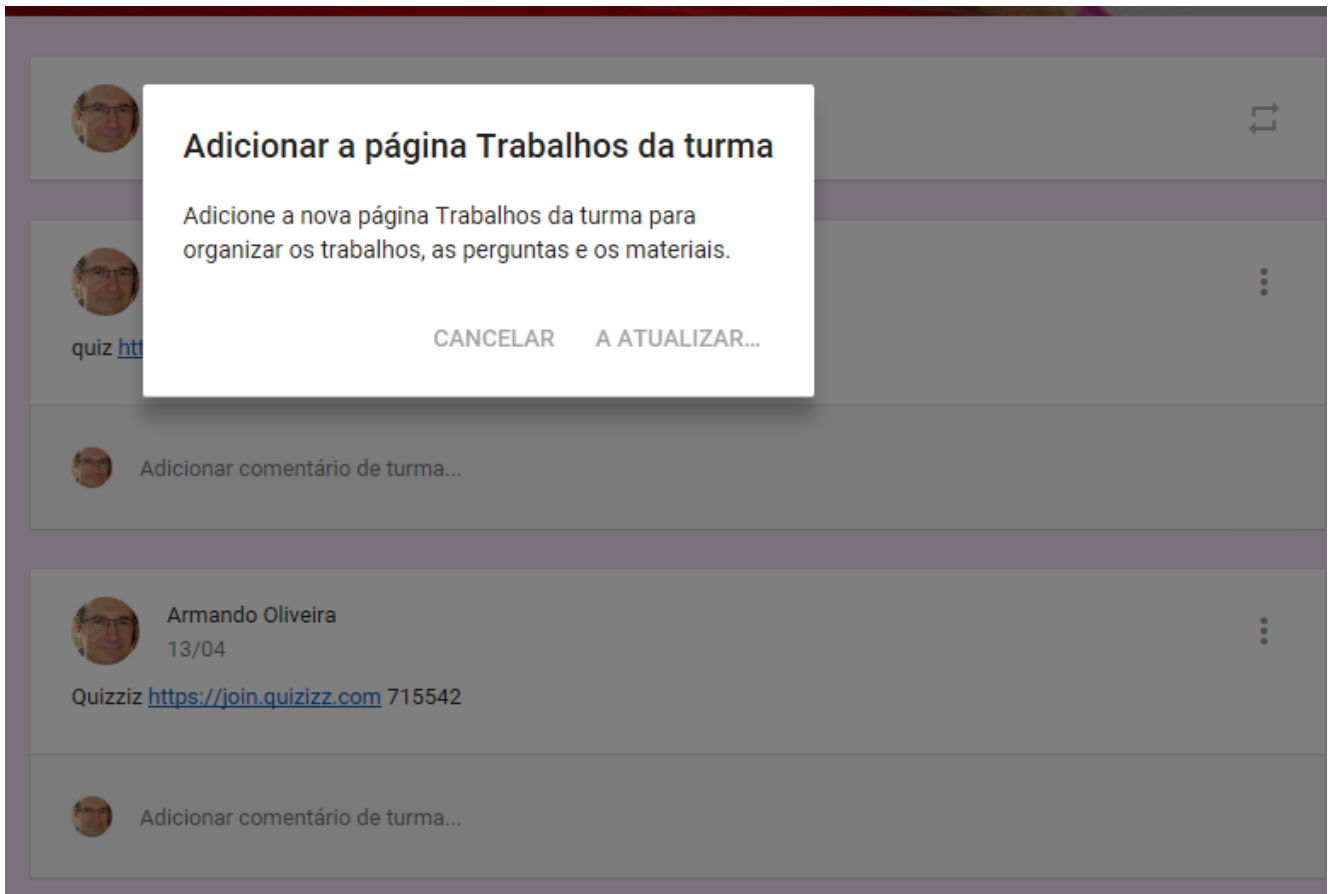 Adicionar a página Trabalhos da turma
Adicione a nova página Trabalhos da turma para
organizar os trabalhos, as perguntas e os materiais.
CANCELAR A ATUALIZAR...
quiz htt
Adicionar comentário de turma...
Armando Oliveira
13/04
Quizziz https://join.quizizz.com 715542
Adicionar comentário de turma...